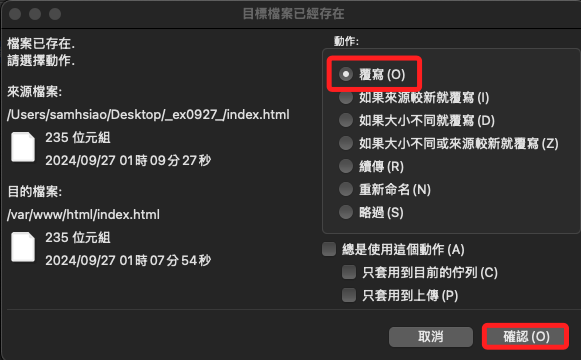 目標檔案已經存在
檔案已存在.
請選擇動作.
來源檔案:
/Users/samhsiao/Desktop/_ex0927_/index.html
235 位元組
2024/09/27 01時09分27秒
目的檔案:
/var/www/html/index.html
235 位元組
2024/09/27 01時07分54秒
動作:
覆寫(O)
如果來源較新就覆寫(I)
如果大小不同就覆寫(D)
如果大小不同或來源較新就覆寫(Z)
續傳(R)
重新命名(N)
略過(S)
總是使用這個動作(A)
只套用到目前的佇列(C)
只套用到上傳(P)
取消
確認(O)